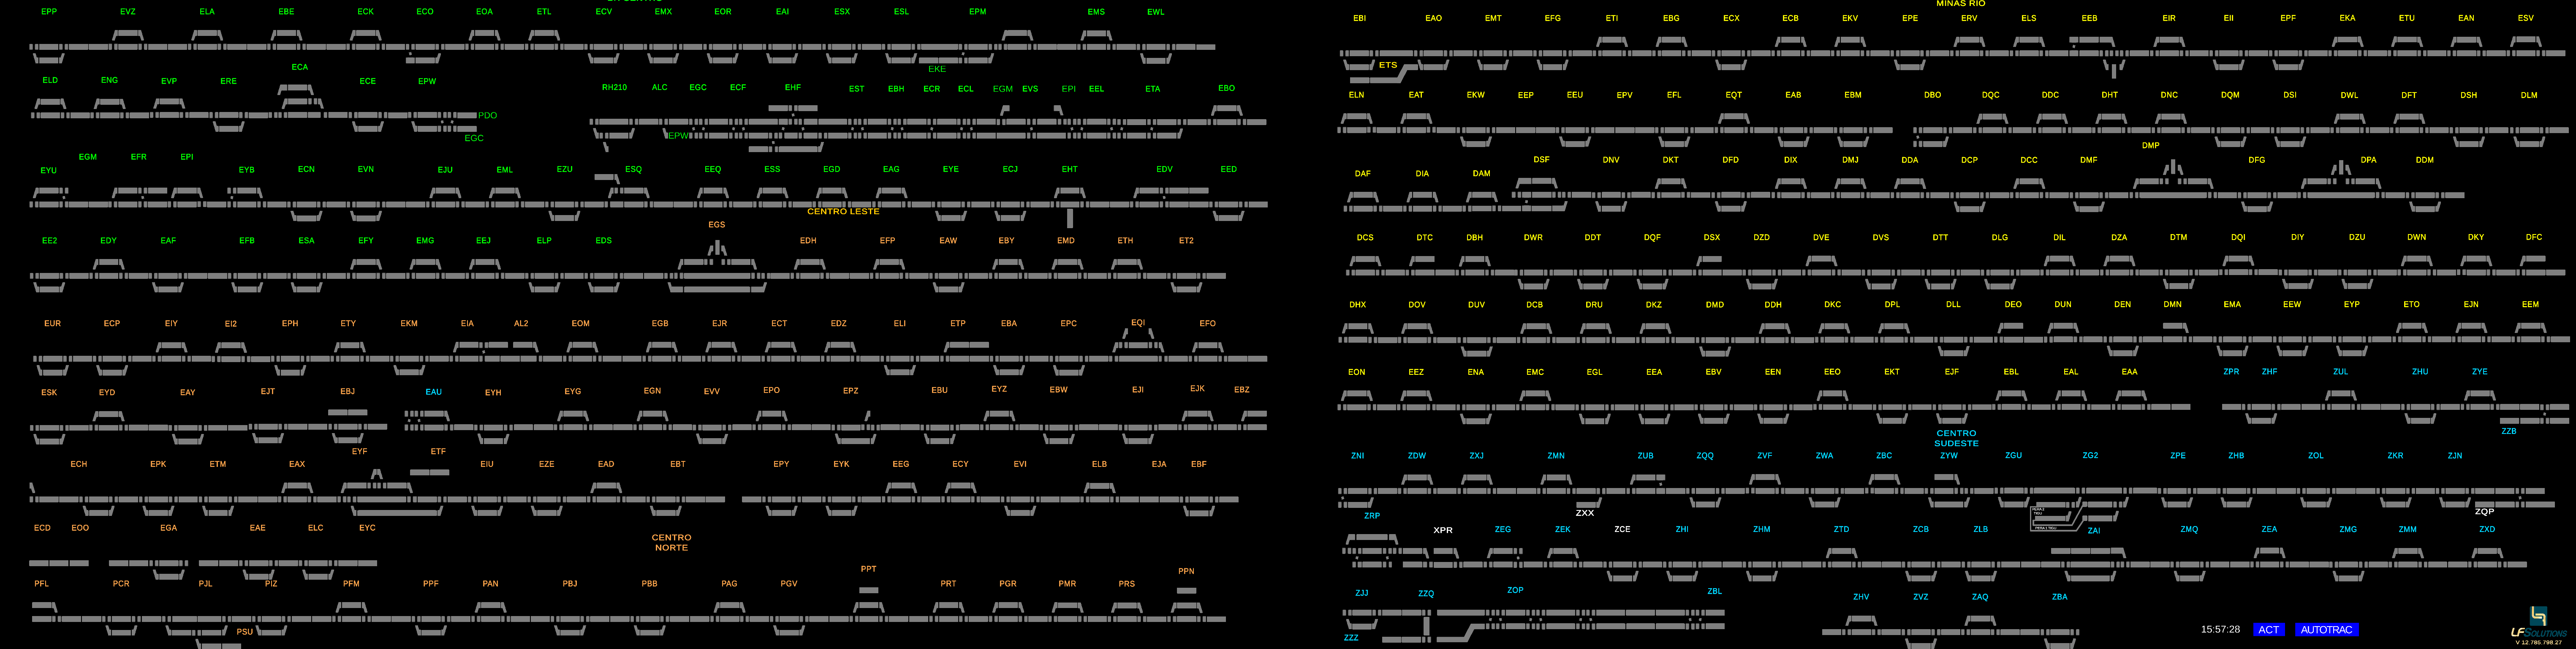 MINAS RIO
EPP EVZ ELA EBE ECK ECO EOA ETL ECV EMX EOR EAI ESX ESL EPM EMS EWL
EKE
ECA
ELD ENG EVP ERE ECE EPW RH210 ALC EGC ECF EHF EST EBH ECR ECL EGM EVS EPI EEL ETA EBO
PDO
EPW
EGC
EGM EFR EPI
EYU EYB ECN EVN EJU EML EZU ESQ EEQ ESS EGD EAG EYE ECJ EHT EDV EED
CENTRO LESTE
EGS
EE2 EDY EAF EFB ESA EFY EMG EEJ ELP EDS EDH EFP EAW EBY EMD ETH ET2
EUR ECP EIY EI2 EPH ETY EKM EIA AL2 EOM EGB EJR ECT EDZ ELI ETP EBA EPC EQI EFO
ESK EYD EAY EJT EBJ EAU EYH EYG EGN EVV EPO EPZ EBU EYZ EBW EJI EJK EBZ
EYF ETF
ECH EPK ETM EAX EIU EZE EAD EBT EPY EYK EEG ECY EVI ELB EJA EBF
ECD EOO EGA EAE ELC EYC
CENTRO
NORTE
PPT PPN
PFL PCR PJL PIZ PFM PPF PAN PBJ PBB PAG PGV PRT PGR PMR PRS
PSU
EBI EAO EMT EFG ETI EBG ECX ECB EKV EPE ERV ELS EEB EIR EII EPF EKA ETU EAN ESV
ETS
ELN EAT EKW EEP EEU EPV EFL EQT EAB EBM DBO DQC DDC DHT DNC DQM DSI DWL DFT DSH DLM
DMP
DAF DIA DAM DSF DNV DKT DFD DIX DMJ DDA DCP DCC DMF DFG DPA DDM
DCS DTC DBH DWR DDT DQF DSX DZD DVE DVS DTT DLG DIL DZA DTM DQI DIY DZU DWN DKY DFC
DHX DOV DUV DCB DRU DKZ DMD DDH DKC DPL DLL DEO DUN DEN DMN EMA EEW EYP ETO EJN EEM
EON EEZ ENA EMC EGL EEA EBV EEN EEO EKT EJF EBL EAL EAA ZPR ZHF ZUL ZHU ZYE
ZZB
CENTRO
SUDESTE
ZNI ZDW ZXJ ZMN ZUB ZQQ ZVF ZWA ZBC ZYW ZGU ZG2 ZPE ZHB ZOL ZKR ZJN
ZRP ZXX ZQP
XPR ZEG ZEK ZCE ZHI ZHM ZTD ZCB ZLB ZAI ZMQ ZEA ZMG ZMM ZXD
ZJJ ZZQ ZOP ZBL ZHV ZVZ ZAQ ZBA
ZZZ
15:57:28 ACT AUTOTRAC
LFSOLUTIONS
V 12.786.798.27